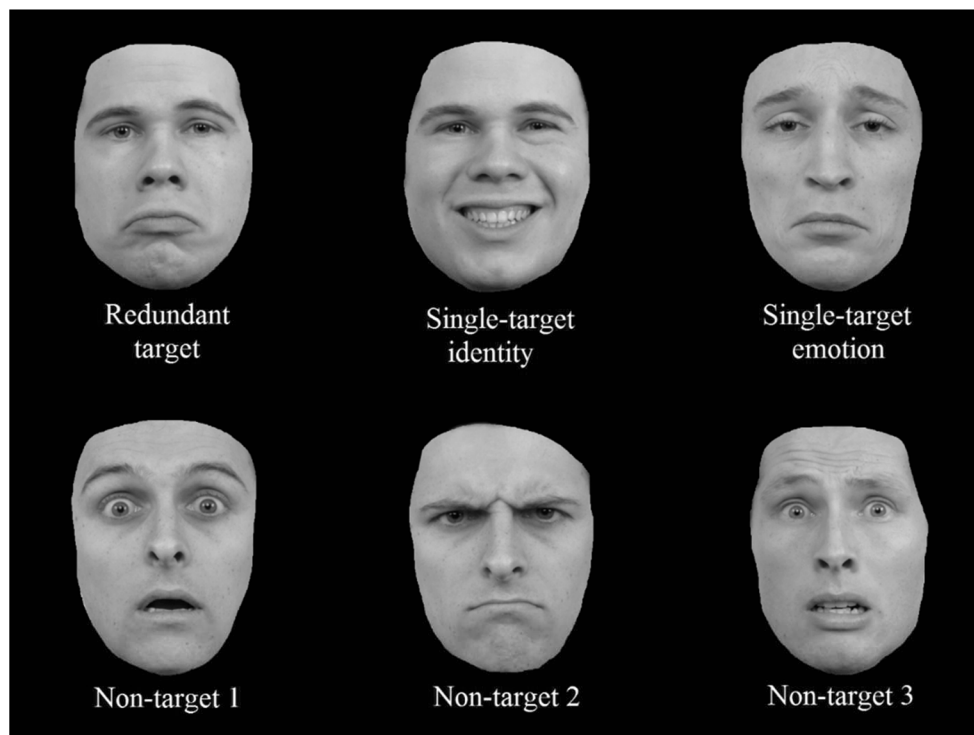 Redundant
target
Single-target
identity
Single-target
emotion
Non-target 1
Non-target 2
Non-target 3